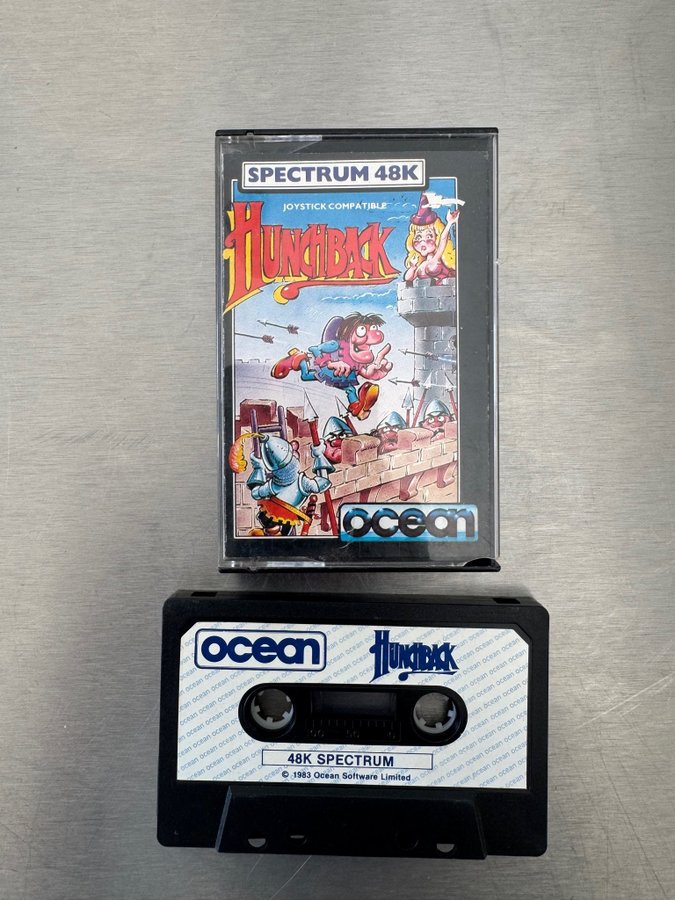 SPECTRUM 48K
JOYSTICK COMPATIBLE
HUNCHBACK
ocean
ocean
HUNCHBACK
48K SPECTRUM
© 1983 Ocean Software Limited